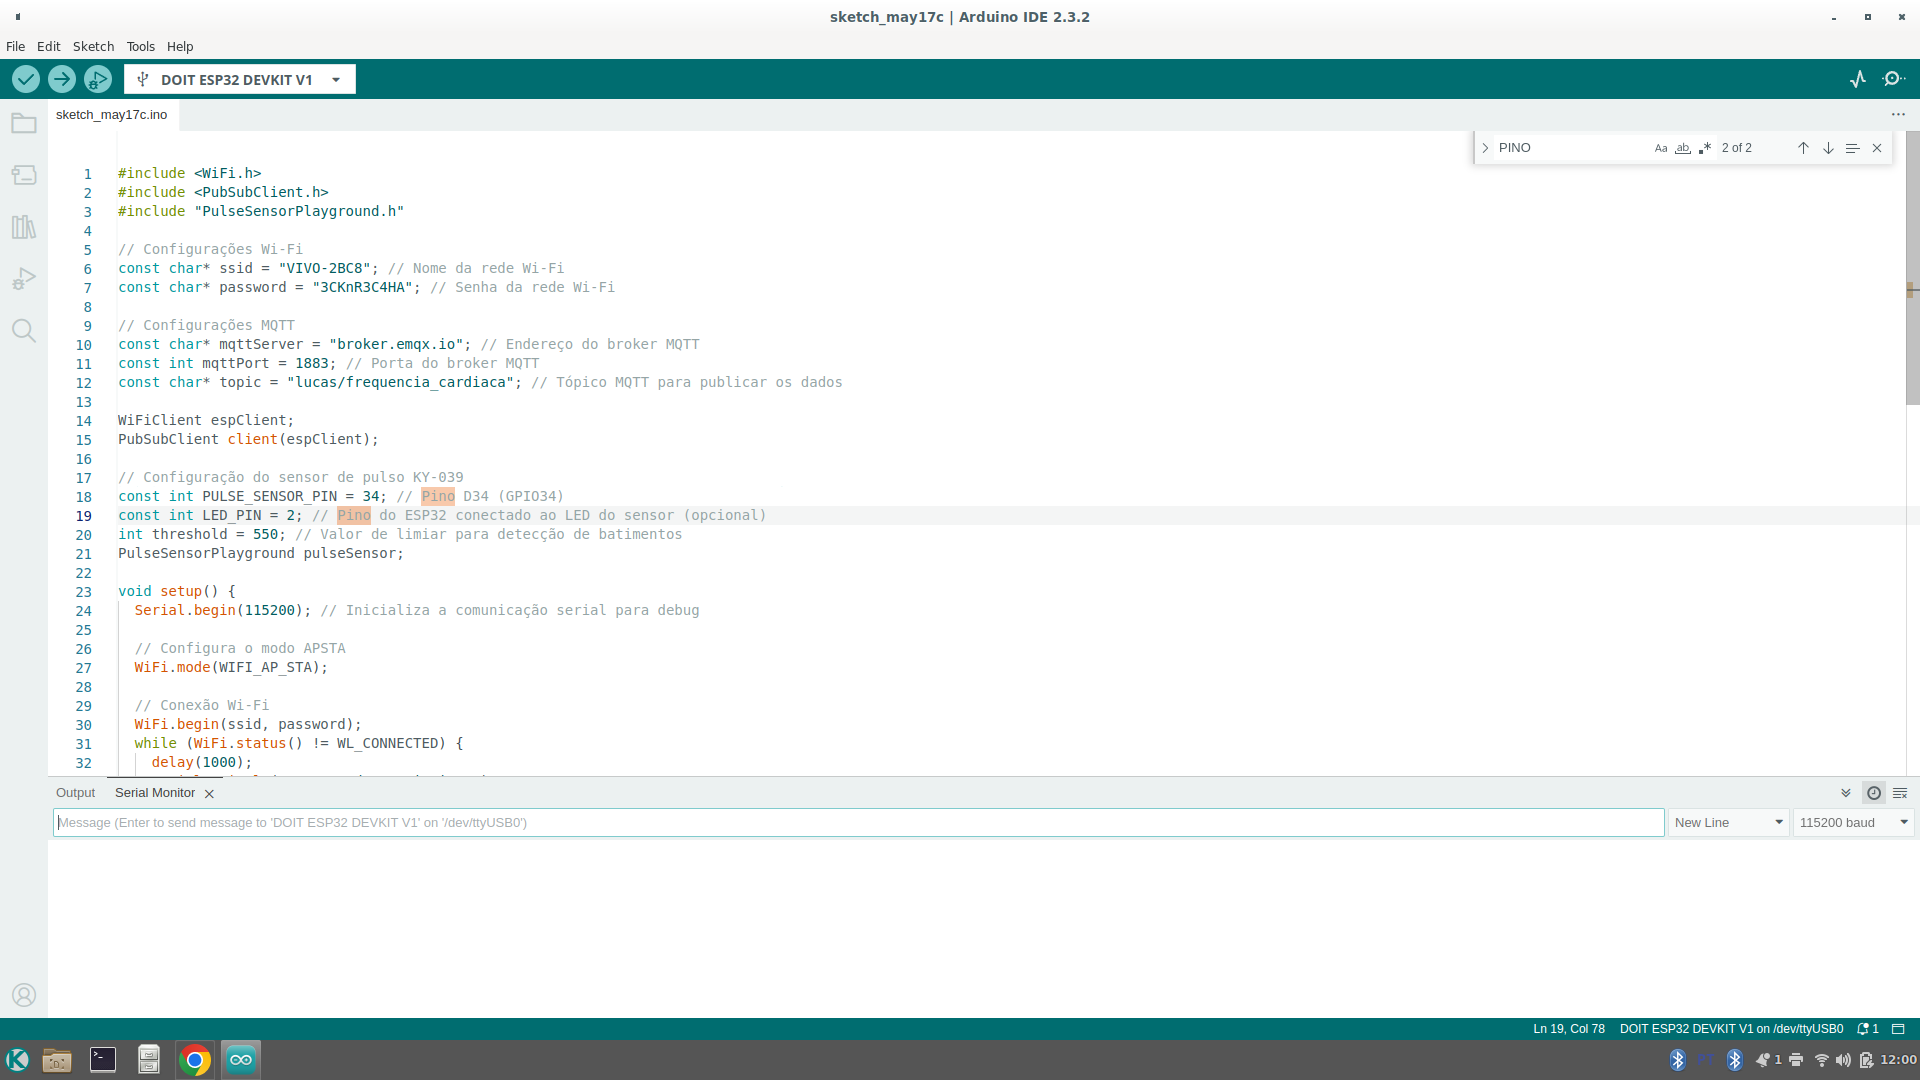 sketch_may17c | Arduino IDE 2.3.2
File Edit Sketch Tools Help
DOIT ESP32 DEVKIT V1
sketch_may17c.ino
PINO Aa ab 2 of 2
1 #include <WiFi.h>
2 #include <PubSubClient.h>
3 #include "PulseSensorPlayground.h"
4
5 // Configurações Wi-Fi
6 const char* ssid = "VIVO-2BC8"; // Nome da rede Wi-Fi
7 const char* password = "3CKnR3C4HA"; // Senha da rede Wi-Fi
8
9 // Configurações MQTT
10 const char* mqttServer = "broker.emqx.io"; // Endereço do broker MQTT
11 const int mqttPort = 1883; // Porta do broker MQTT
12 const char* topic = "lucas/frequencia_cardiaca"; // Tópico MQTT para publicar os dados
13
14 WiFiClient espClient;
15 PubSubClient client(espClient);
16
17 // Configuração do sensor de pulso KY-039
18 const int PULSE_SENSOR_PIN = 34; // Pino D34 (GPIO34)
19 const int LED_PIN = 2; // Pino do ESP32 conectado ao LED do sensor (opcional)
20 int threshold = 550; // Valor de limiar para detecção de batimentos
21 PulseSensorPlayground pulseSensor;
22
23 void setup() {
24 Serial.begin(115200); // Inicializa a comunicação serial para debug
25
26 // Configura o modo APSTA
27 WiFi.mode(WIFI_AP_STA);
28
29 // Conexão Wi-Fi
30 WiFi.begin(ssid, password);
31 while (WiFi.status() != WL_CONNECTED) {
32 delay(1000);
Output Serial Monitor
Message (Enter to send message to 'DOIT ESP32 DEVKIT V1' on '/dev/ttyUSB0')
New Line 115200 baud
Ln 19, Col 78 DOIT ESP32 DEVKIT V1 on /dev/ttyUSB0 1
1 12:00